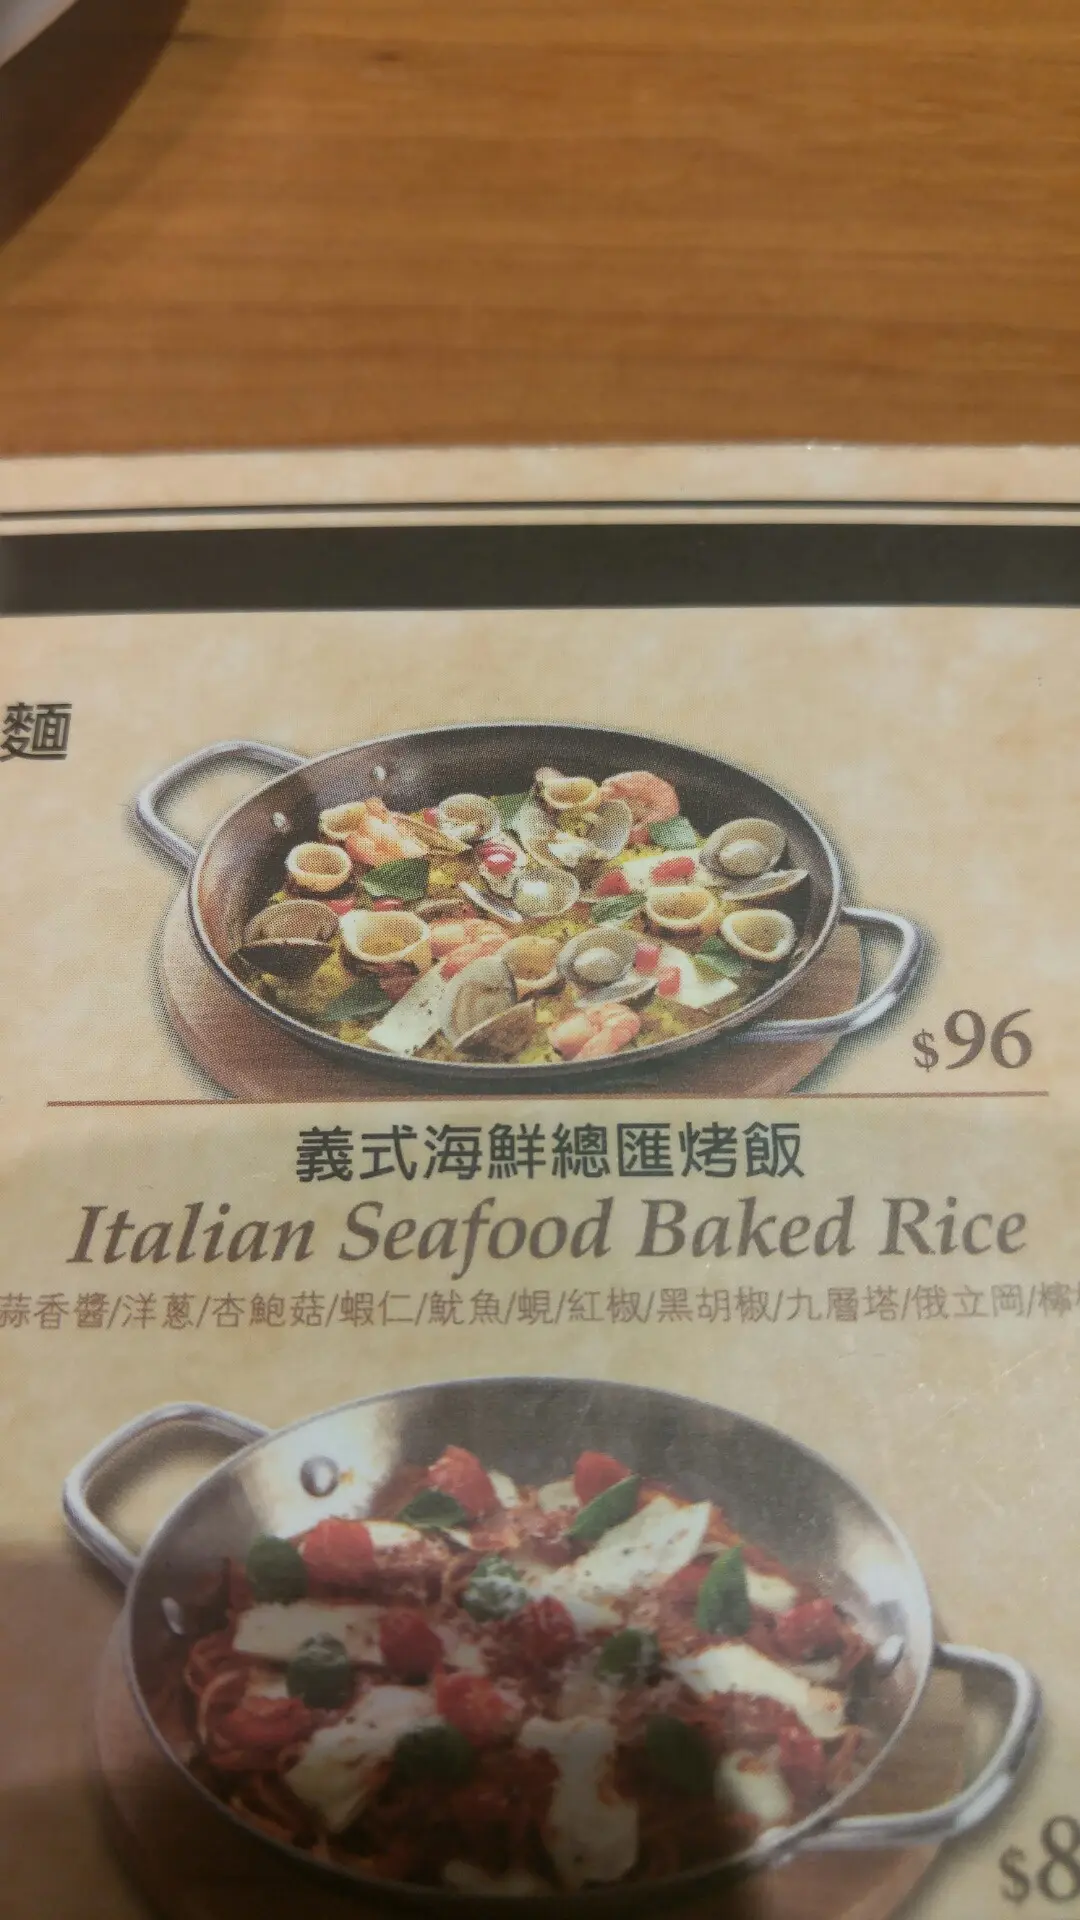 麵
$96
義式海鮮總匯烤飯
Italian Seafood Baked Rice
蒜香醬/洋蔥/杏鮑菇/蝦仁/魷魚/蜆/紅椒/黑胡椒/九層塔/俄立岡/檸
$8